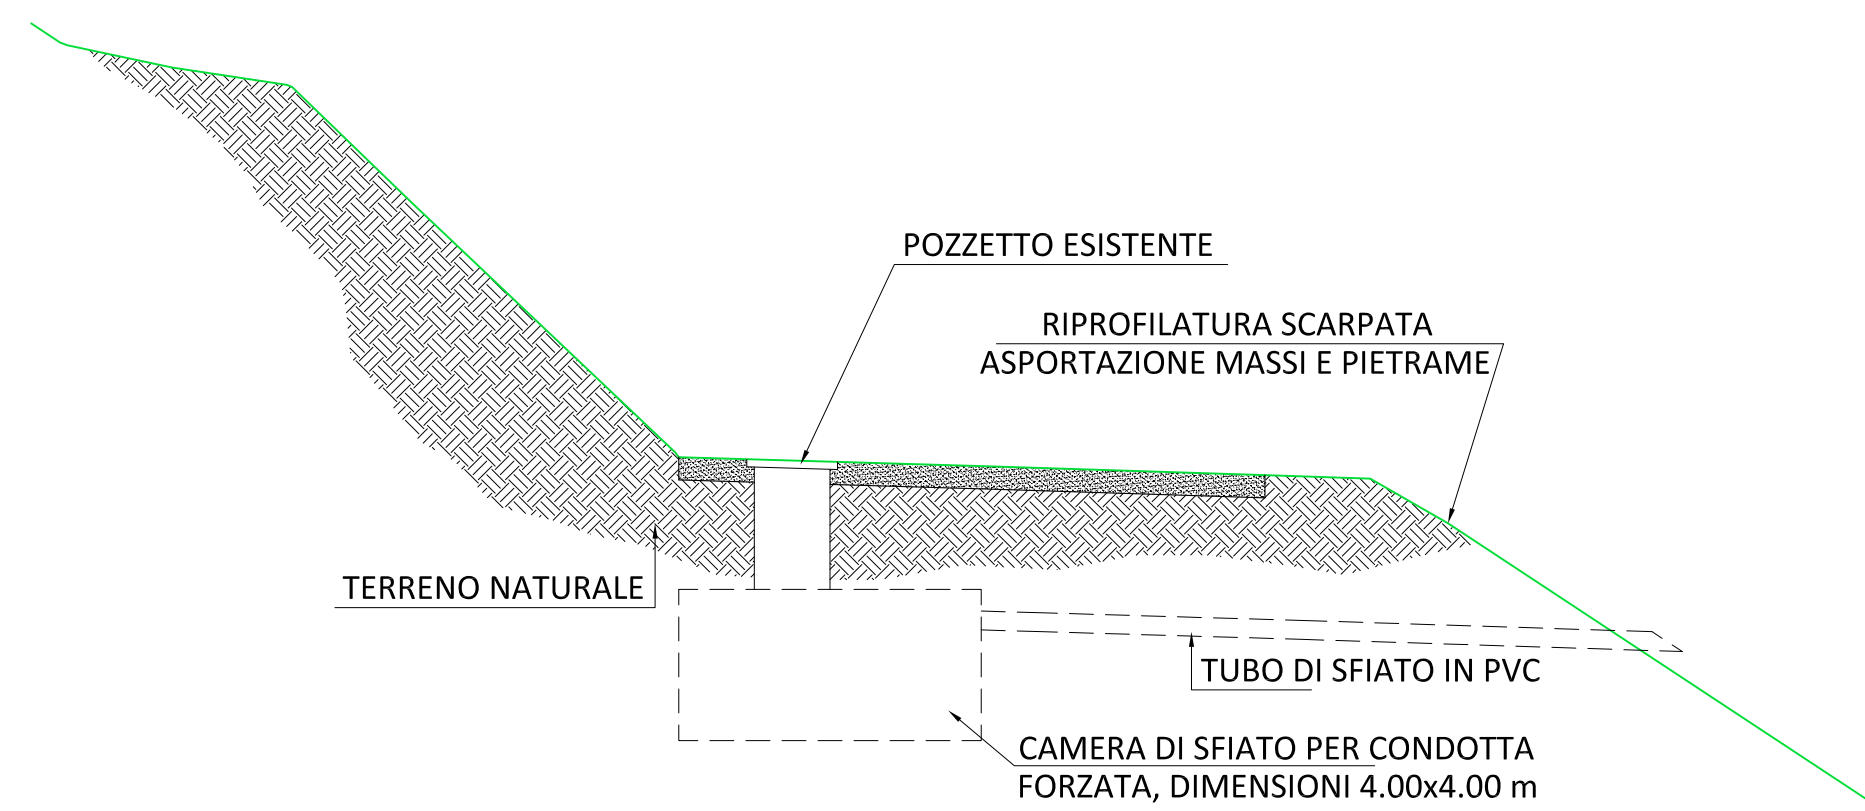 POZZETTO ESISTENTE
RIPROFILATURA SCARPATA
ASPORTAZIONE MASSI E PIETRAME
TERRENO NATURALE
TUBO DI SFIATO IN PVC
CAMERA DI SFIATO PER CONDOTTA
FORZATA, DIMENSIONI 4.00x4.00 m